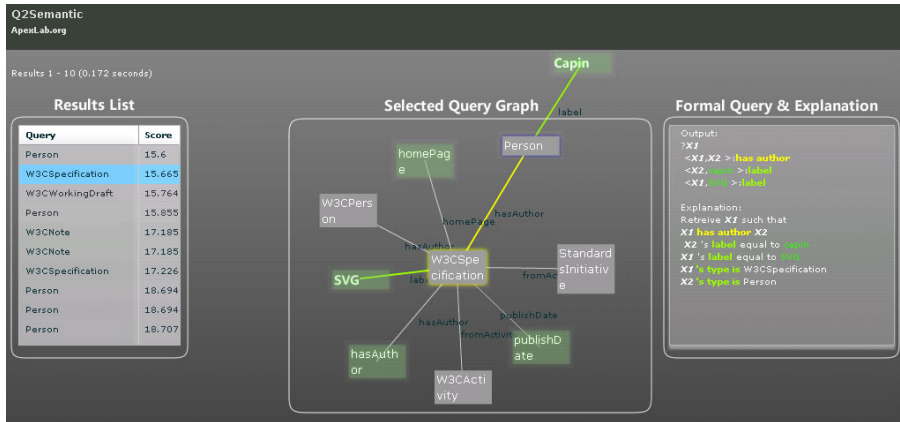 Q2Semantic
ApexLab.org
Results 1 - 10 (0.172 seconds)
Results List
Query Score
Person 15.6
W3CSpecification 15.665
W3CWorkingDraft 15.764
Person 15.855
W3CNote 17.185
W3CNote 17.185
W3CSpecification 17.226
Person 18.694
Person 18.694
Person 18.707
Selected Query Graph
Capin
label
Person
homePag
e
W3CPers
on
hasAuthor
homePage
hasAuthor
W3CSpe
cification
Standard
sInitiativ
e
fromAc
SVG
lab
publishDate
hasAuthor
fromActivit
publishD
ate
hasAuth
or
W3CActi
vity
Formal Query & Explanation
Output:
?X1
<X1,X2 >:has author
<X2,capin >:label
<X1,SVG >:label
Explanation:
Retreive X1 such that
X1 has author X2
X2 's label equal to capin
X1 's label equal to SVG
X1 's type is W3CSpecification
X2 's type is Person